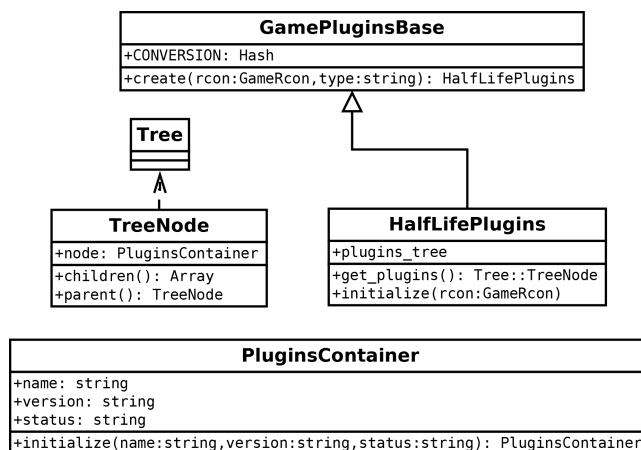 GamePluginsBase
+CONVERSION: Hash
+create(rcon:GameRcon,type:string): HalfLifePlugins
Tree
TreeNode
+node: PluginsContainer
+children(): Array
+parent(): TreeNode
HalfLifePlugins
+plugins_tree
+get_plugins(): Tree::TreeNode
+initialize(rcon:GameRcon)
PluginsContainer
+name: string
+version: string
+status: string
+initialize(name:string,version:string,status:string): PluginsContainer